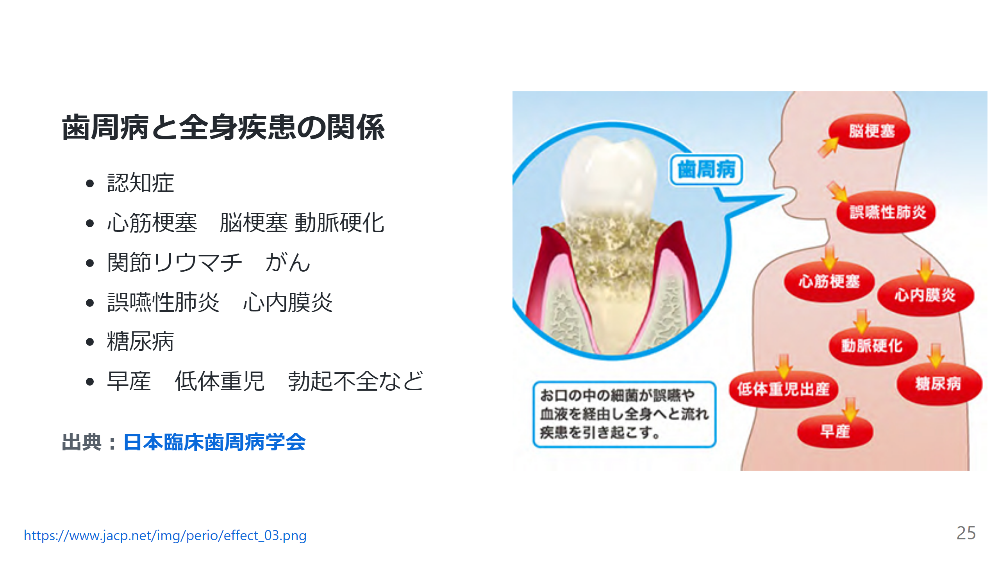 歯周病と全身疾患の関係
• 認知症
• 心筋梗塞　脳梗塞 動脈硬化
• 関節リウマチ　がん
• 誤嚥性肺炎　心内膜炎
• 糖尿病
• 早産　低体重児　勃起不全など
出典：日本臨床歯周病学会
歯周病
脳梗塞
誤嚥性肺炎
心筋梗塞
心内膜炎
動脈硬化
糖尿病
低体重児出産
早産
お口の中の細菌が誤嚥や
血液を経由し全身へと流れ
疾患を引き起こす。
https://www.jacp.net/img/perio/effect_03.png
25